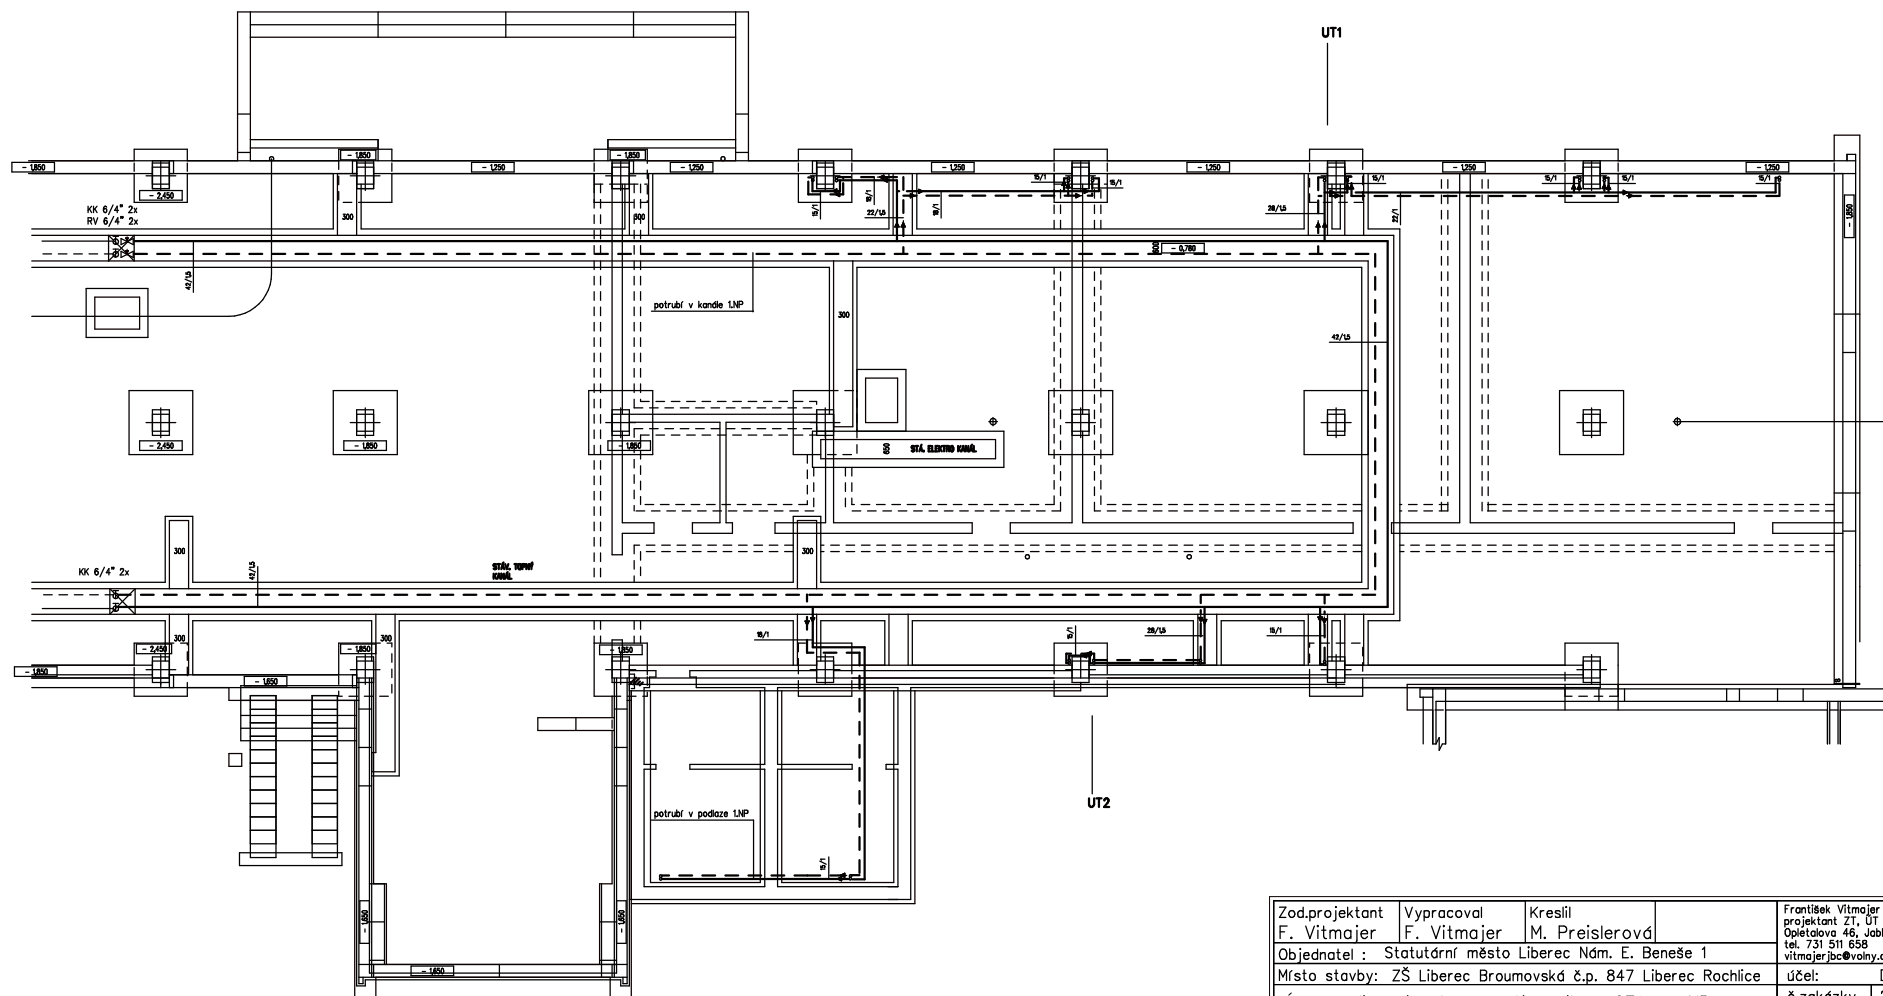 UT1
- 1,850
- 2,450
- 1,850
- 1,250
- 1,850
- 1,250
- 1,250
- 1,250
- 1,250
- 1,250
- 1,850
KK 6/4" 2x
RV 6/4" 2x
300
300
15/1
18/1
22/1,5
18/1
15/1
15/1
28/1,5
15/1
22/1
15/1
15/1
15/1
600
- 0,780
42/1,5
potrubí v kanále 1.NP
300
42/1,5
- 2,450
- 1,850
- 1,850
650
STÁ. ELEKTRO KANÁL
300
300
KK 6/4" 2x
42/1,5
STÁV. TOPNÝ
KANÁL
300
300
18/1
15/1
28/1,5
15/1
- 2,450
- 1,850
- 1,850
- 1,850
- 1,650
UT2
potrubí v podlaze 1.NP
15/1
- 1,650
- 1,650
- 1,650
Zod.projektant Vypracoval Kreslil
F. Vitmajer F. Vitmajer M. Preislerová
František Vitmajer
projektant ZT, ÚT
Opletalova 46,
tel. 731 511 658
Objednatel : Statutární město Liberec Nám. E. Beneše 1
Místo stavby: ZŠ Liberec Broumovská č.p. 847 Liberec Rochlice
účel: